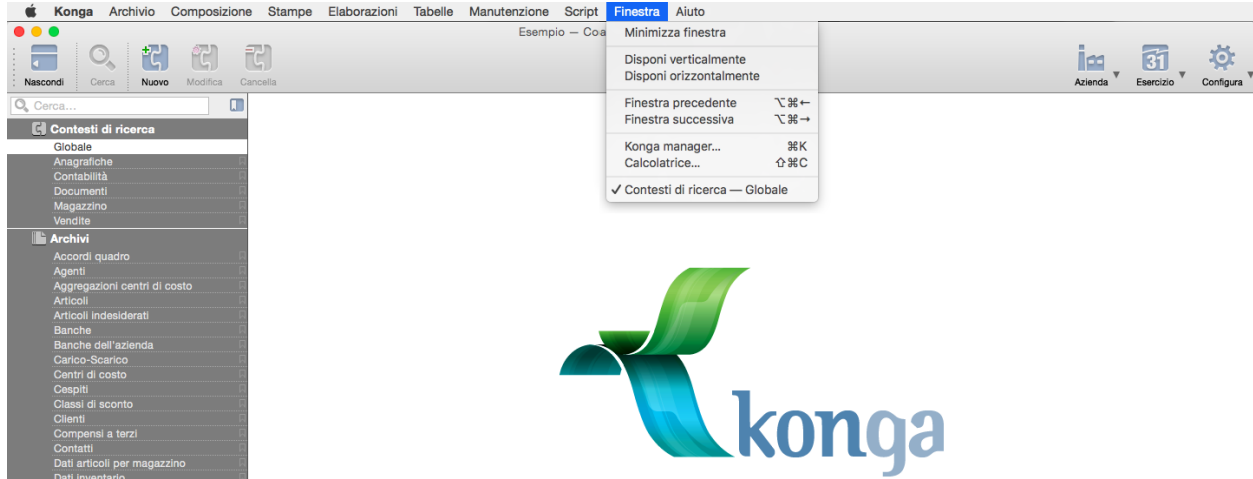 Konga Archivio Composizione Stampe Elaborazioni Tabelle Manutenzione Script Finestra Aiuto
Esempio — Coa
Nascondi Cerca Nuovo Modifica Cancella
31
Azienda Esercizio Configura
Minimizza finestra
Disponi verticalmente
Disponi orizzontalmente
Finestra precedente ⌥⌘←
Finestra successiva ⌥⌘→
Konga manager... ⌘K
Calcolatrice... ⇧⌘C
✓ Contesti di ricerca — Globale
Cerca...
Contesti di ricerca
Globale
Anagrafiche
Contabilità
Documenti
Magazzino
Vendite
Archivi
Accordi quadro
Agenti
Aggregazioni centri di costo
Articoli
Articoli indesiderati
Banche
Banche dell'azienda
Carico-Scarico
Centri di costo
Cespiti
Classi di sconto
Clienti
Compensi a terzi
Contatti
Dati articoli per magazzino
Dati inventario
konga